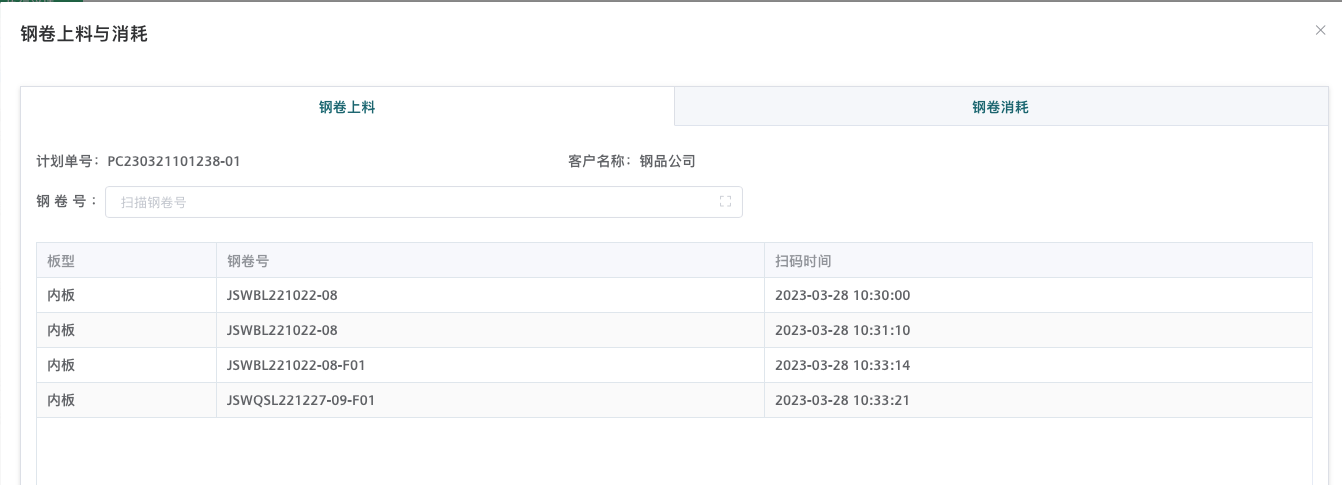 钢卷上料与消耗
钢卷上料 钢卷消耗
计划单号：PC230321101238-01 客户名称：钢品公司
钢 卷 号： 扫描钢卷号
板型 钢卷号 扫码时间
内板 JSWBL221022-08 2023-03-28 10:30:00
内板 JSWBL221022-08 2023-03-28 10:31:10
内板 JSWBL221022-08-F01 2023-03-28 10:33:14
内板 JSWQSL221227-09-F01 2023-03-28 10:33:21